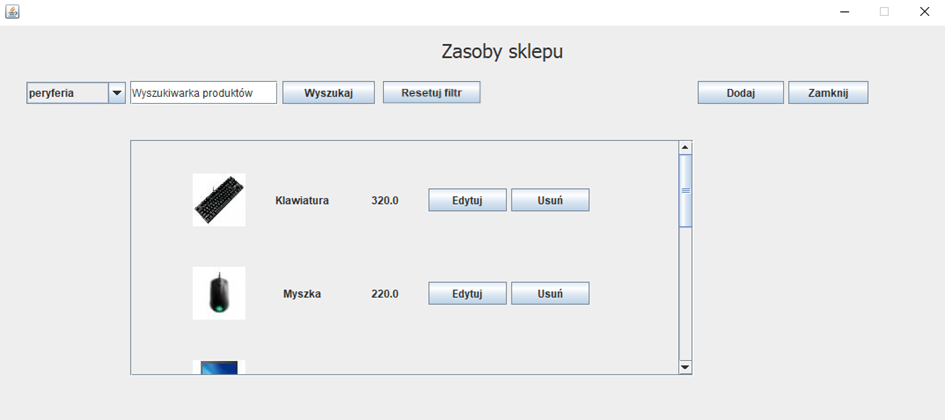 Zasoby sklepu
peryferia Wyszukiwarka produktów Wyszukaj Resetuj filtr Dodaj Zamknij
Klawiatura 320.0 Edytuj Usuń
Myszka 220.0 Edytuj Usuń